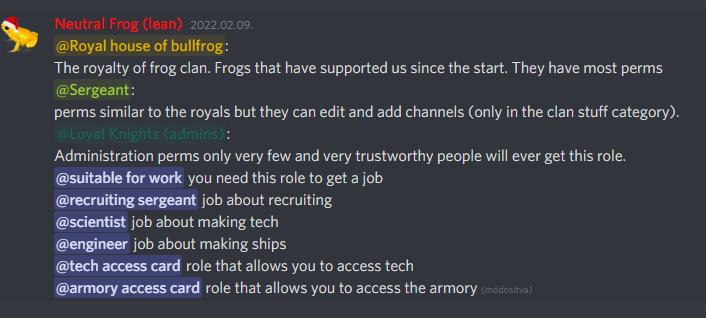 Neutral Frog (lean) 2022.02.09.
@Royal house of bullfrog:
The royalty of frog clan. Frogs that have supported us since the start. They have most perms
@Sergeant:
perms similar to the royals but they can edit and add channels (only in the clan stuff category).
@Loyal Knights (admins):
Administration perms only very few and very trustworthy people will ever get this role.
@suitable for work you need this role to get a job
@recruiting sergeant job about recruiting
@scientist job about making tech
@engineer job about making ships
@tech access card role that allows you to access tech
@armory access card role that allows you to access the armory (módosítva)